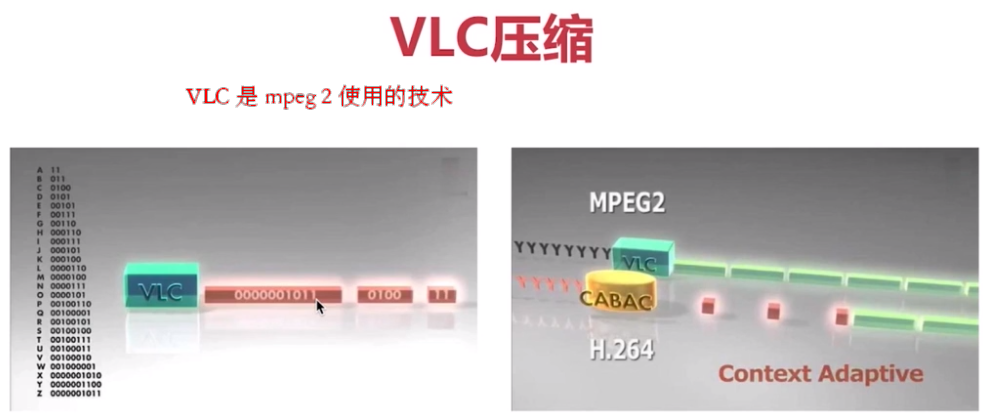 VLC压缩
VLC 是 mpeg 2 使用的技术
A 11
B 011
C 0100
D 0101
E 00101
F 00111
G 00110
H 000110
I 000111
J 000101
K 000100
L 0000110
M 0000100
N 0000111
O 0000101
P 00100110
Q 00100001
R 00100101
S 00100100
T 00100111
U 00100011
V 00100010
W 001000001
X 0000001010
Y 0000001100
Z 0000001011
VLC
0000001011 0100 11
MPEG2
YYYYYYYY
VLC
YYYYYY
CABAC
H.264
Context Adaptive